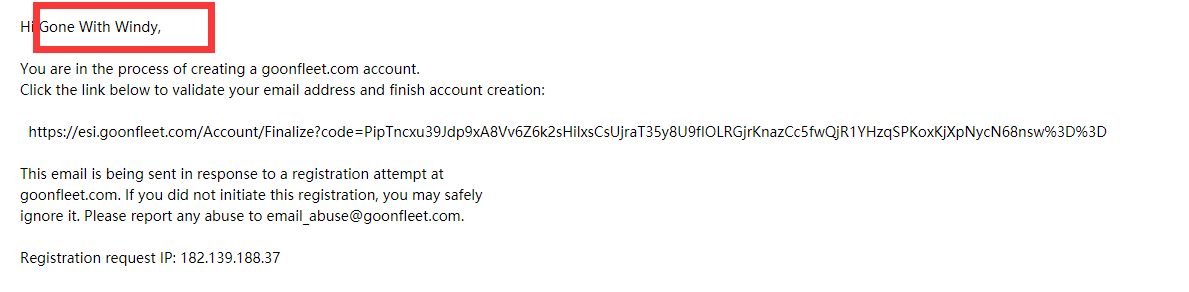 Hi Gone With Windy,
You are in the process of creating a goonfleet.com account.
Click the link below to validate your email address and finish account creation:
https://esi.goonfleet.com/Account/Finalize?code=PipTncxu39Jdp9xA8Vv6Z6k2sHilxsCsUjraT35y8U9flOLRGjrKnazCc5fwQjR1YHzqSPKoxKjXpNycN68nsw%3D%3D
This email is being sent in response to a registration attempt at
goonfleet.com. If you did not initiate this registration, you may safely
ignore it. Please report any abuse to email_abuse@goonfleet.com.
Registration request IP: 182.139.188.37